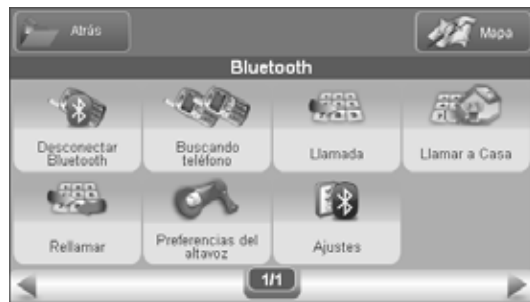 Atrás
Mapa
Bluetooth
Desconectar
Bluetooth
Buscando
teléfono
Llamada
Llamar a Casa
Rellamar
Preferencias del
altavoz
Ajustes
1/1